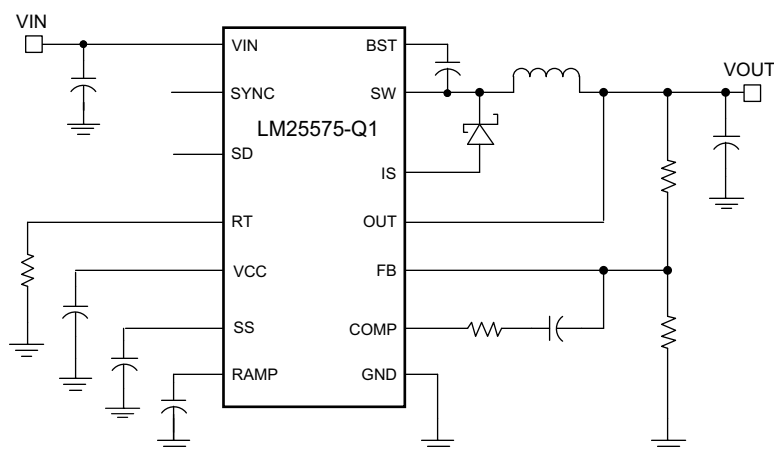 VIN
VOUT
VIN
BST
SYNC
SW
LM25575-Q1
SD
IS
RT
OUT
VCC
FB
SS
COMP
RAMP
GND